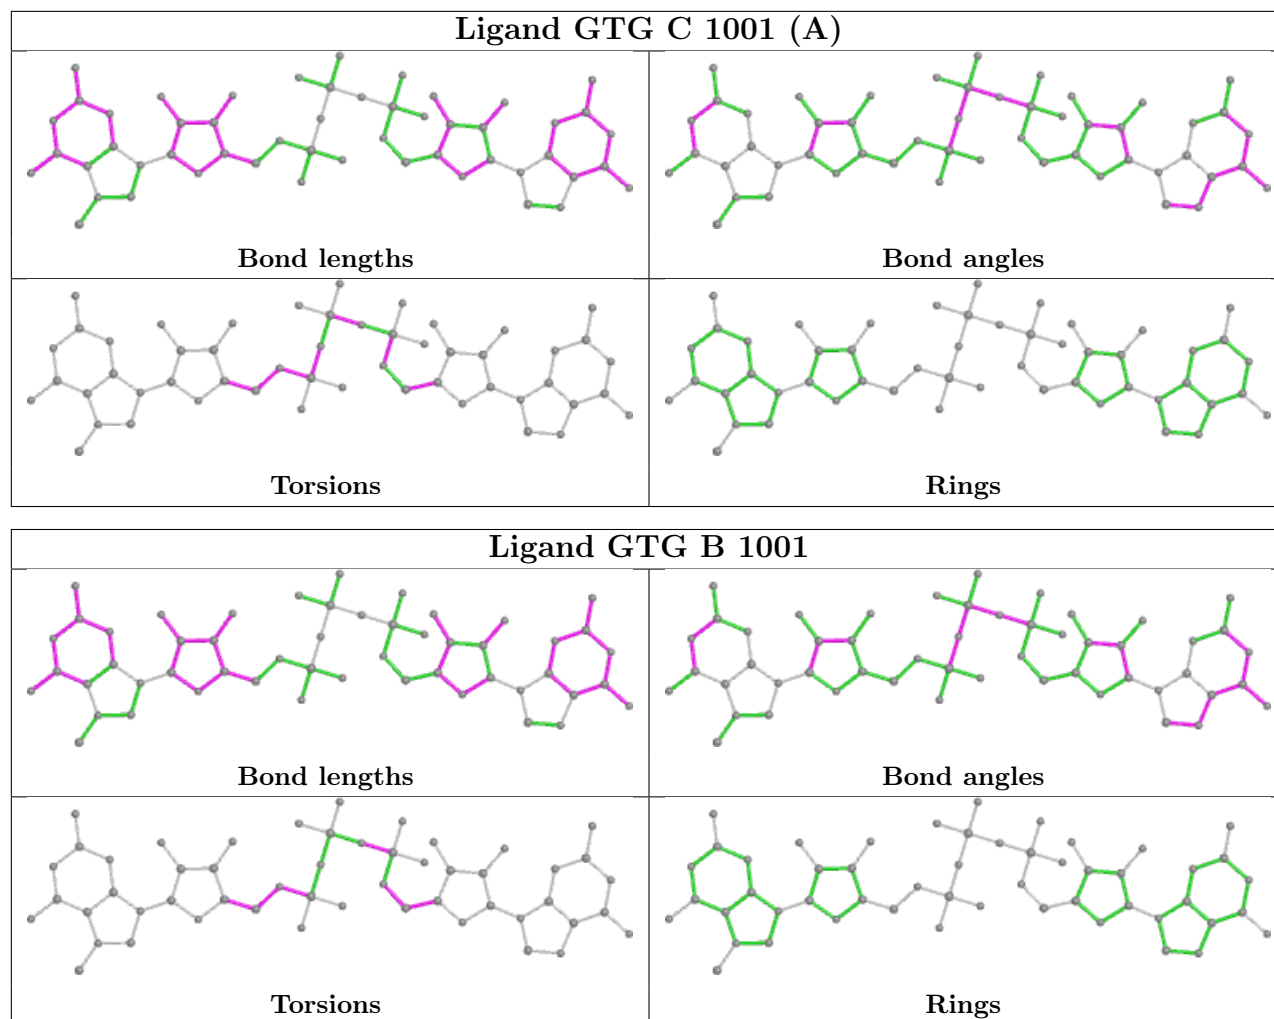 Ligand GTG C 1001 (A)
Bond lengths
Bond angles
Torsions
Rings
Ligand GTG B 1001
Bond lengths
Bond angles
Torsions
Rings